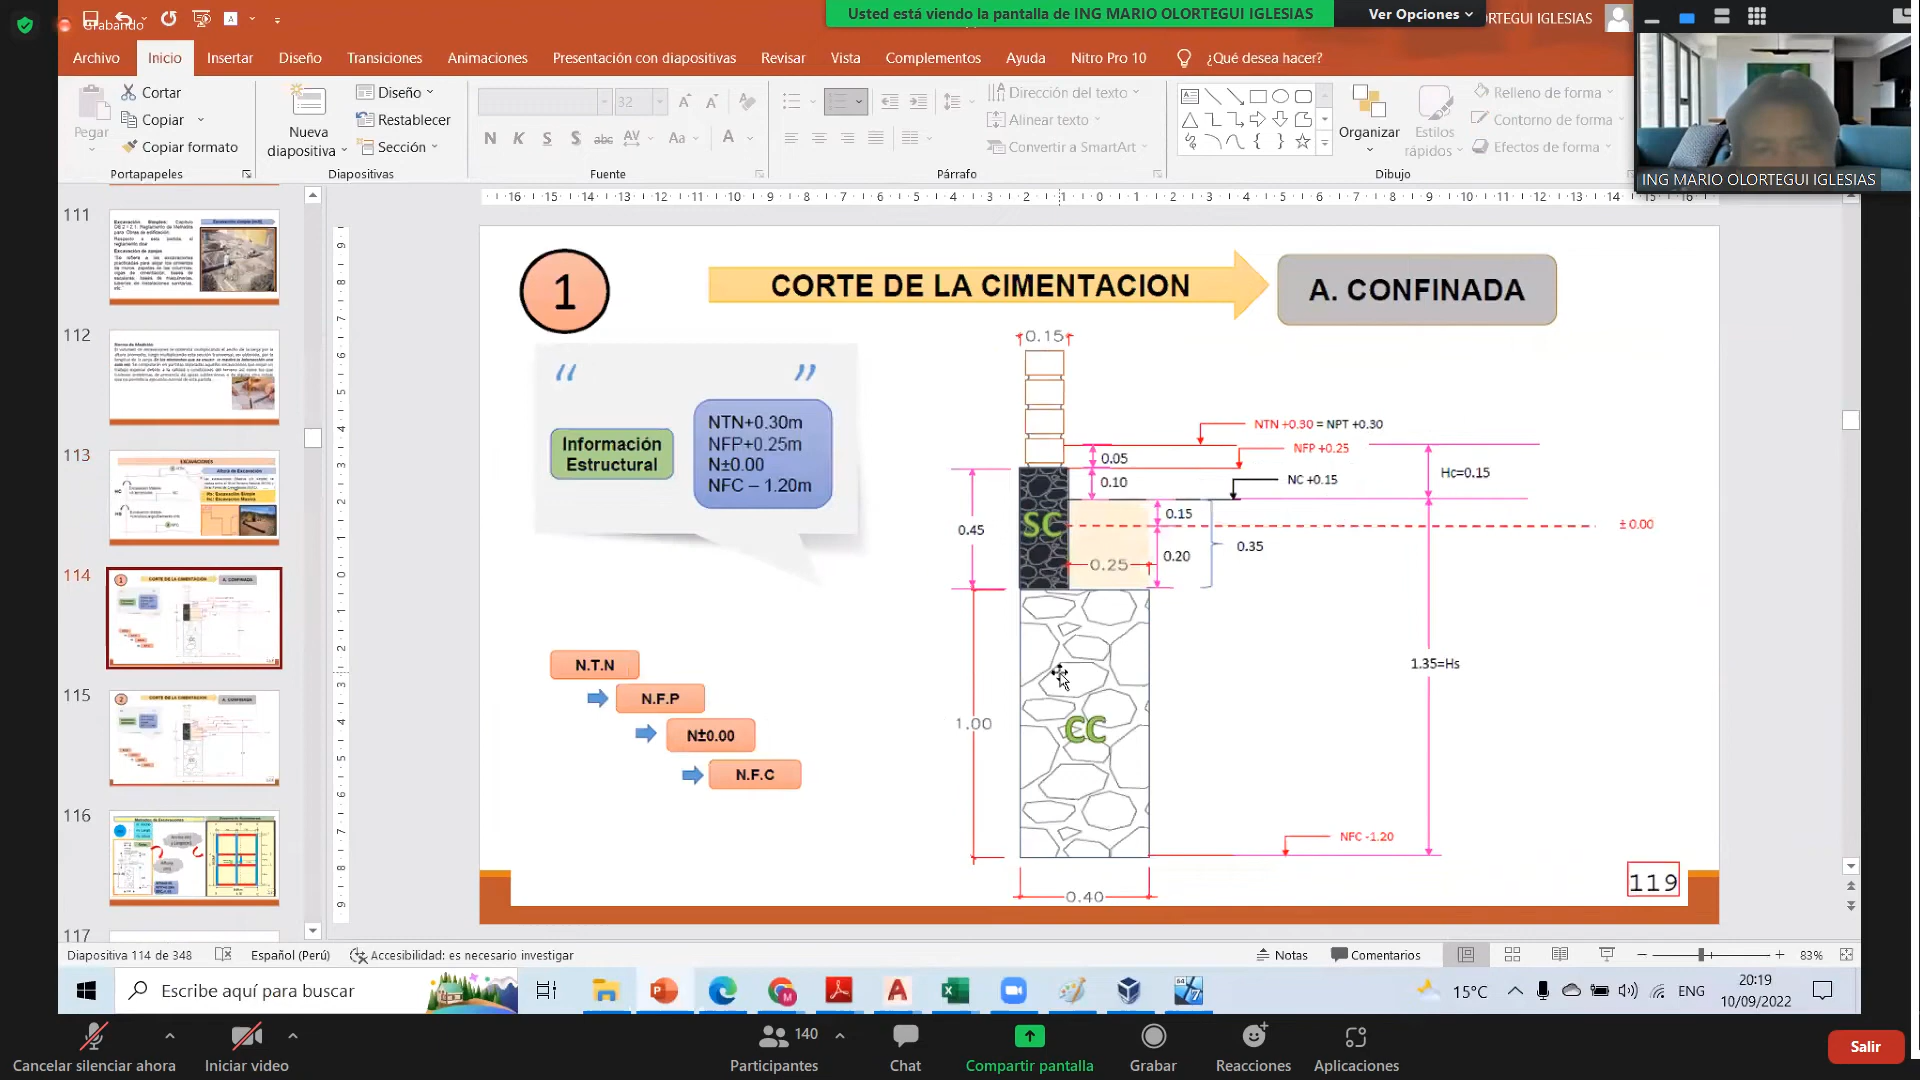 Grabando
Usted está viendo la pantalla de ING MARIO OLORTEGUI IGLESIAS
Ver Opciones
RTEGUI IGLESIAS
Archivo
Inicio
Insertar
Diseño
Transiciones
Animaciones
Presentación con diapositivas
Revisar
Vista
Complementos
Ayuda
Nitro Pro 10
¿Qué desea hacer?
Pegar
Cortar
Copiar
Copiar formato
Portapapeles
Nueva
diapositiva
Diseño
Restablecer
Sección
Diapositivas
32
N K S S abc AV Aa A
Fuente
Dirección del texto
Alinear texto
Convertir a SmartArt
Párrafo
Organizar
Estilos
rápidos
Relleno de forma
Contorno de forma
Efectos de forma
Dibujo
ING MARIO OLORTEGUI IGLESIAS
111
112
113
114
115
116
117
1
CORTE DE LA CIMENTACION
A. CONFINADA
Información
Estructural
NTN+0.30m
NFP+0.25m
N±0.00
NFC – 1.20m
N.T.N
N.F.P
N±0.00
N.F.C
0.15
NTN +0.30 = NPT +0.30
NFP +0.25
0.05
Hc=0.15
0.10
NC +0.15
0.15
SC
0.45
± 0.00
0.35
0.20
0.25
1.35=Hs
1.00
CC
NFC -1.20
0.40
119
Diapositiva 114 de 348
Español (Perú)
Accesibilidad: es necesario investigar
Notas
Comentarios
83%
Escribe aquí para buscar
15°C
ENG
20:19
10/09/2022
Cancelar silenciar ahora
Iniciar video
Participantes
140
Chat
Compartir pantalla
Grabar
Reacciones
Aplicaciones
Salir